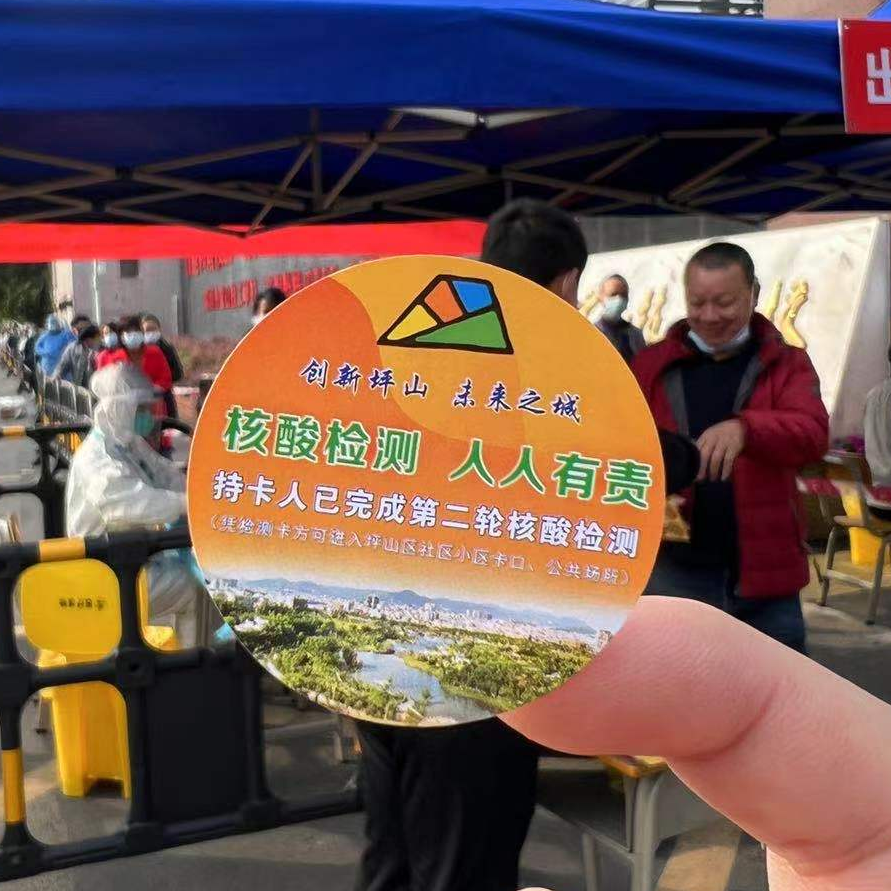 出
创新坪山 未来之城
核酸检测 人人有责
持卡人已完成第二轮核酸检测
（凭检测卡方可进入坪山区社区小区卡口、公共场所）